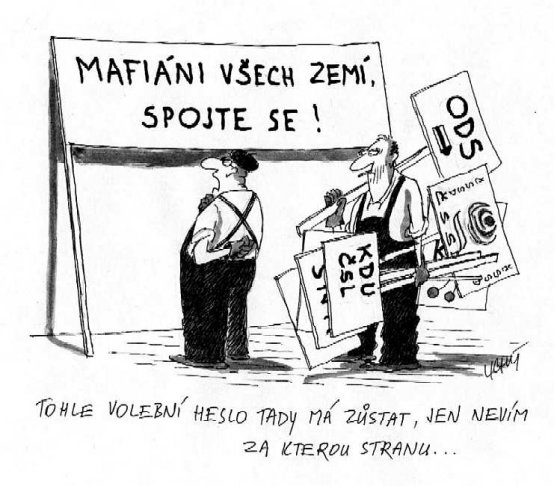 MAFIÁNI VŠECH ZEMÍ,
SPOJTE SE!
ODS
KDU
ČSL
TOHLE VOLEBNÍ HESLO TADY MÁ ZŮSTAT, JEN NEVÍM
ZA KTEROU STRANU...